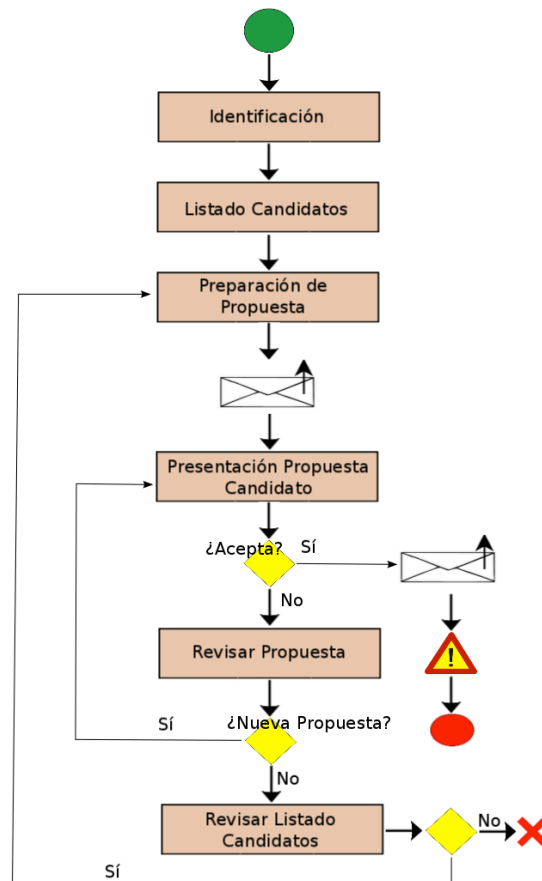 Identificación
Listado Candidatos
Preparación de
Propuesta
Presentación Propuesta
Candidato
¿Acepta?
Sí
No
!
Revisar Propuesta
¿Nueva Propuesta?
Sí
No
Revisar Listado
Candidatos
No
Sí